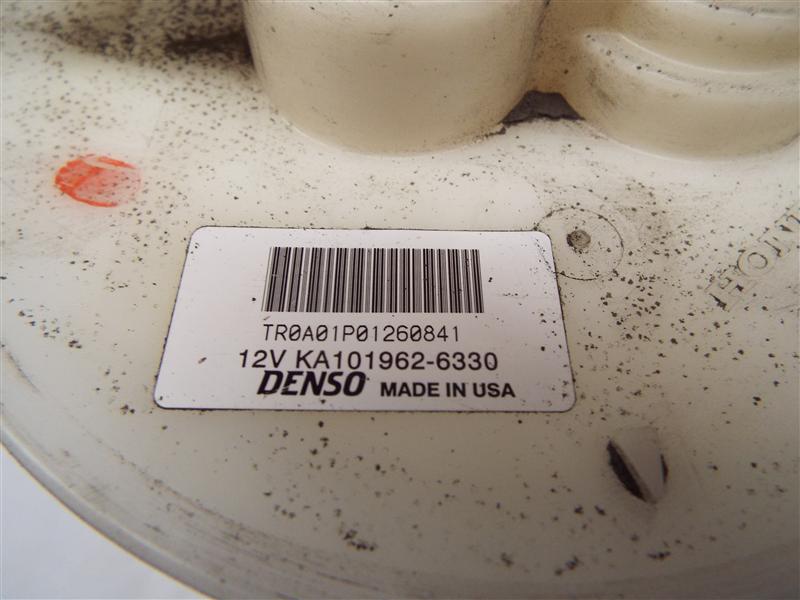 TR0A01P01260841
12V KA101962-6330
DENSO MADE IN USA